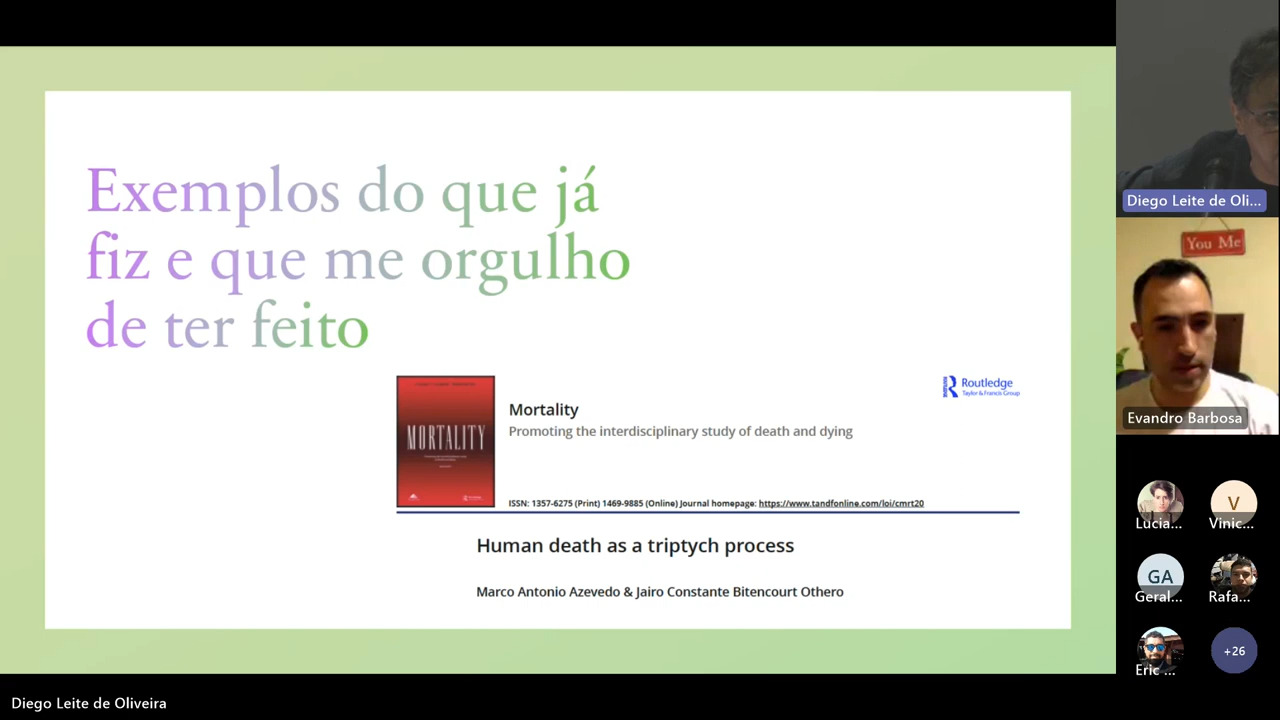 Exemplos do que já
fiz e que me orgulho
de ter feito
MORTALITY
Mortality
Promoting the interdisciplinary study of death and dying
Routledge
Taylor & Francis Group
ISSN: 1357-6275 (Print) 1469-9885 (Online) Journal homepage: https://www.tandfonline.com/loi/cmrt20
Human death as a triptych process
Marco Antonio Azevedo & Jairo Constante Bitencourt Othero
Diego Leite de Oli...
You Me
Evandro Barbosa
Lucia...
V
Vinic...
GA
Geral...
Rafa...
Eric ...
+26
Diego Leite de Oliveira